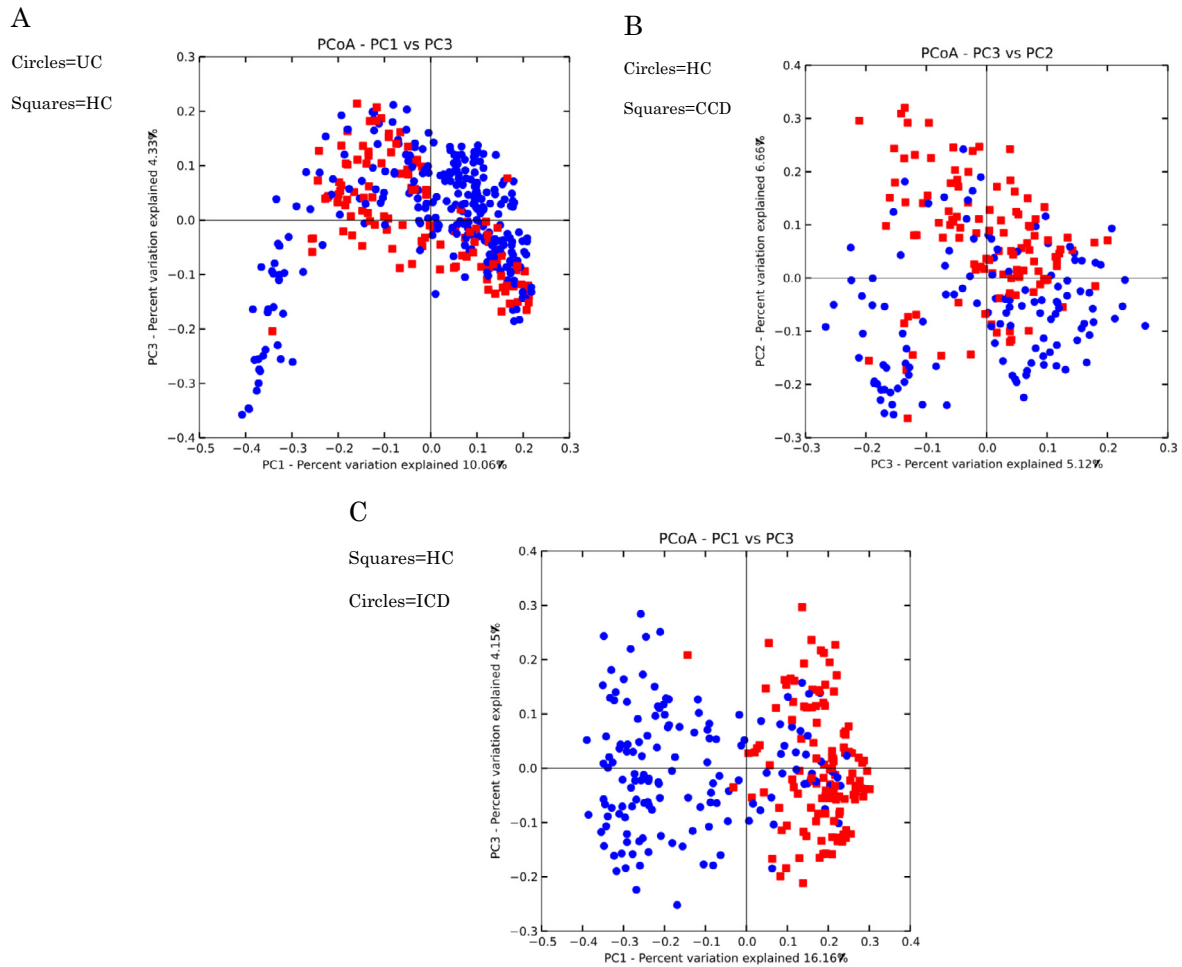 A
Circles=UC
Squares=HC
PCoA - PC1 vs PC3
PC3 - Percent variation explained 4.33%
0.3
0.2
0.1
0.0
−0.1
−0.2
−0.3
−0.4
−0.5
−0.4
−0.3
−0.2
−0.1
0.0
0.1
0.2
0.3
PC1 - Percent variation explained 10.06%
B
Circles=HC
Squares=CCD
PCoA - PC3 vs PC2
PC2 - Percent variation explained 6.66%
0.4
0.3
0.2
0.1
0.0
−0.1
−0.2
−0.3
−0.3
−0.2
−0.1
0.0
0.1
0.2
0.3
PC3 - Percent variation explained 5.12%
C
Squares=HC
Circles=ICD
PCoA - PC1 vs PC3
PC3 - Percent variation explained 4.15%
0.4
0.3
0.2
0.1
0.0
−0.1
−0.2
−0.3
−0.5
−0.4
−0.3
−0.2
−0.1
0.0
0.1
0.2
0.3
0.4
PC1 - Percent variation explained 16.16%